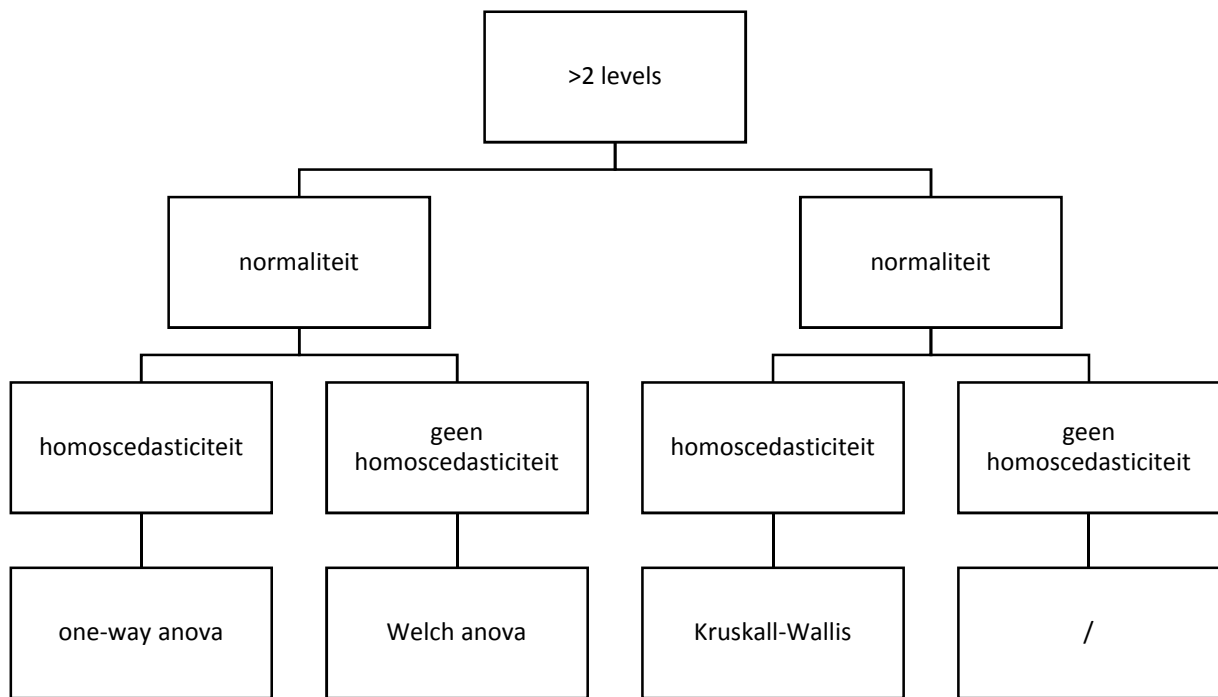 >2 levels
normaliteit
normaliteit
homoscedasticiteit
geen
homoscedasticiteit
homoscedasticiteit
geen
homoscedasticiteit
one-way anova
Welch anova
Kruskall-Wallis
/